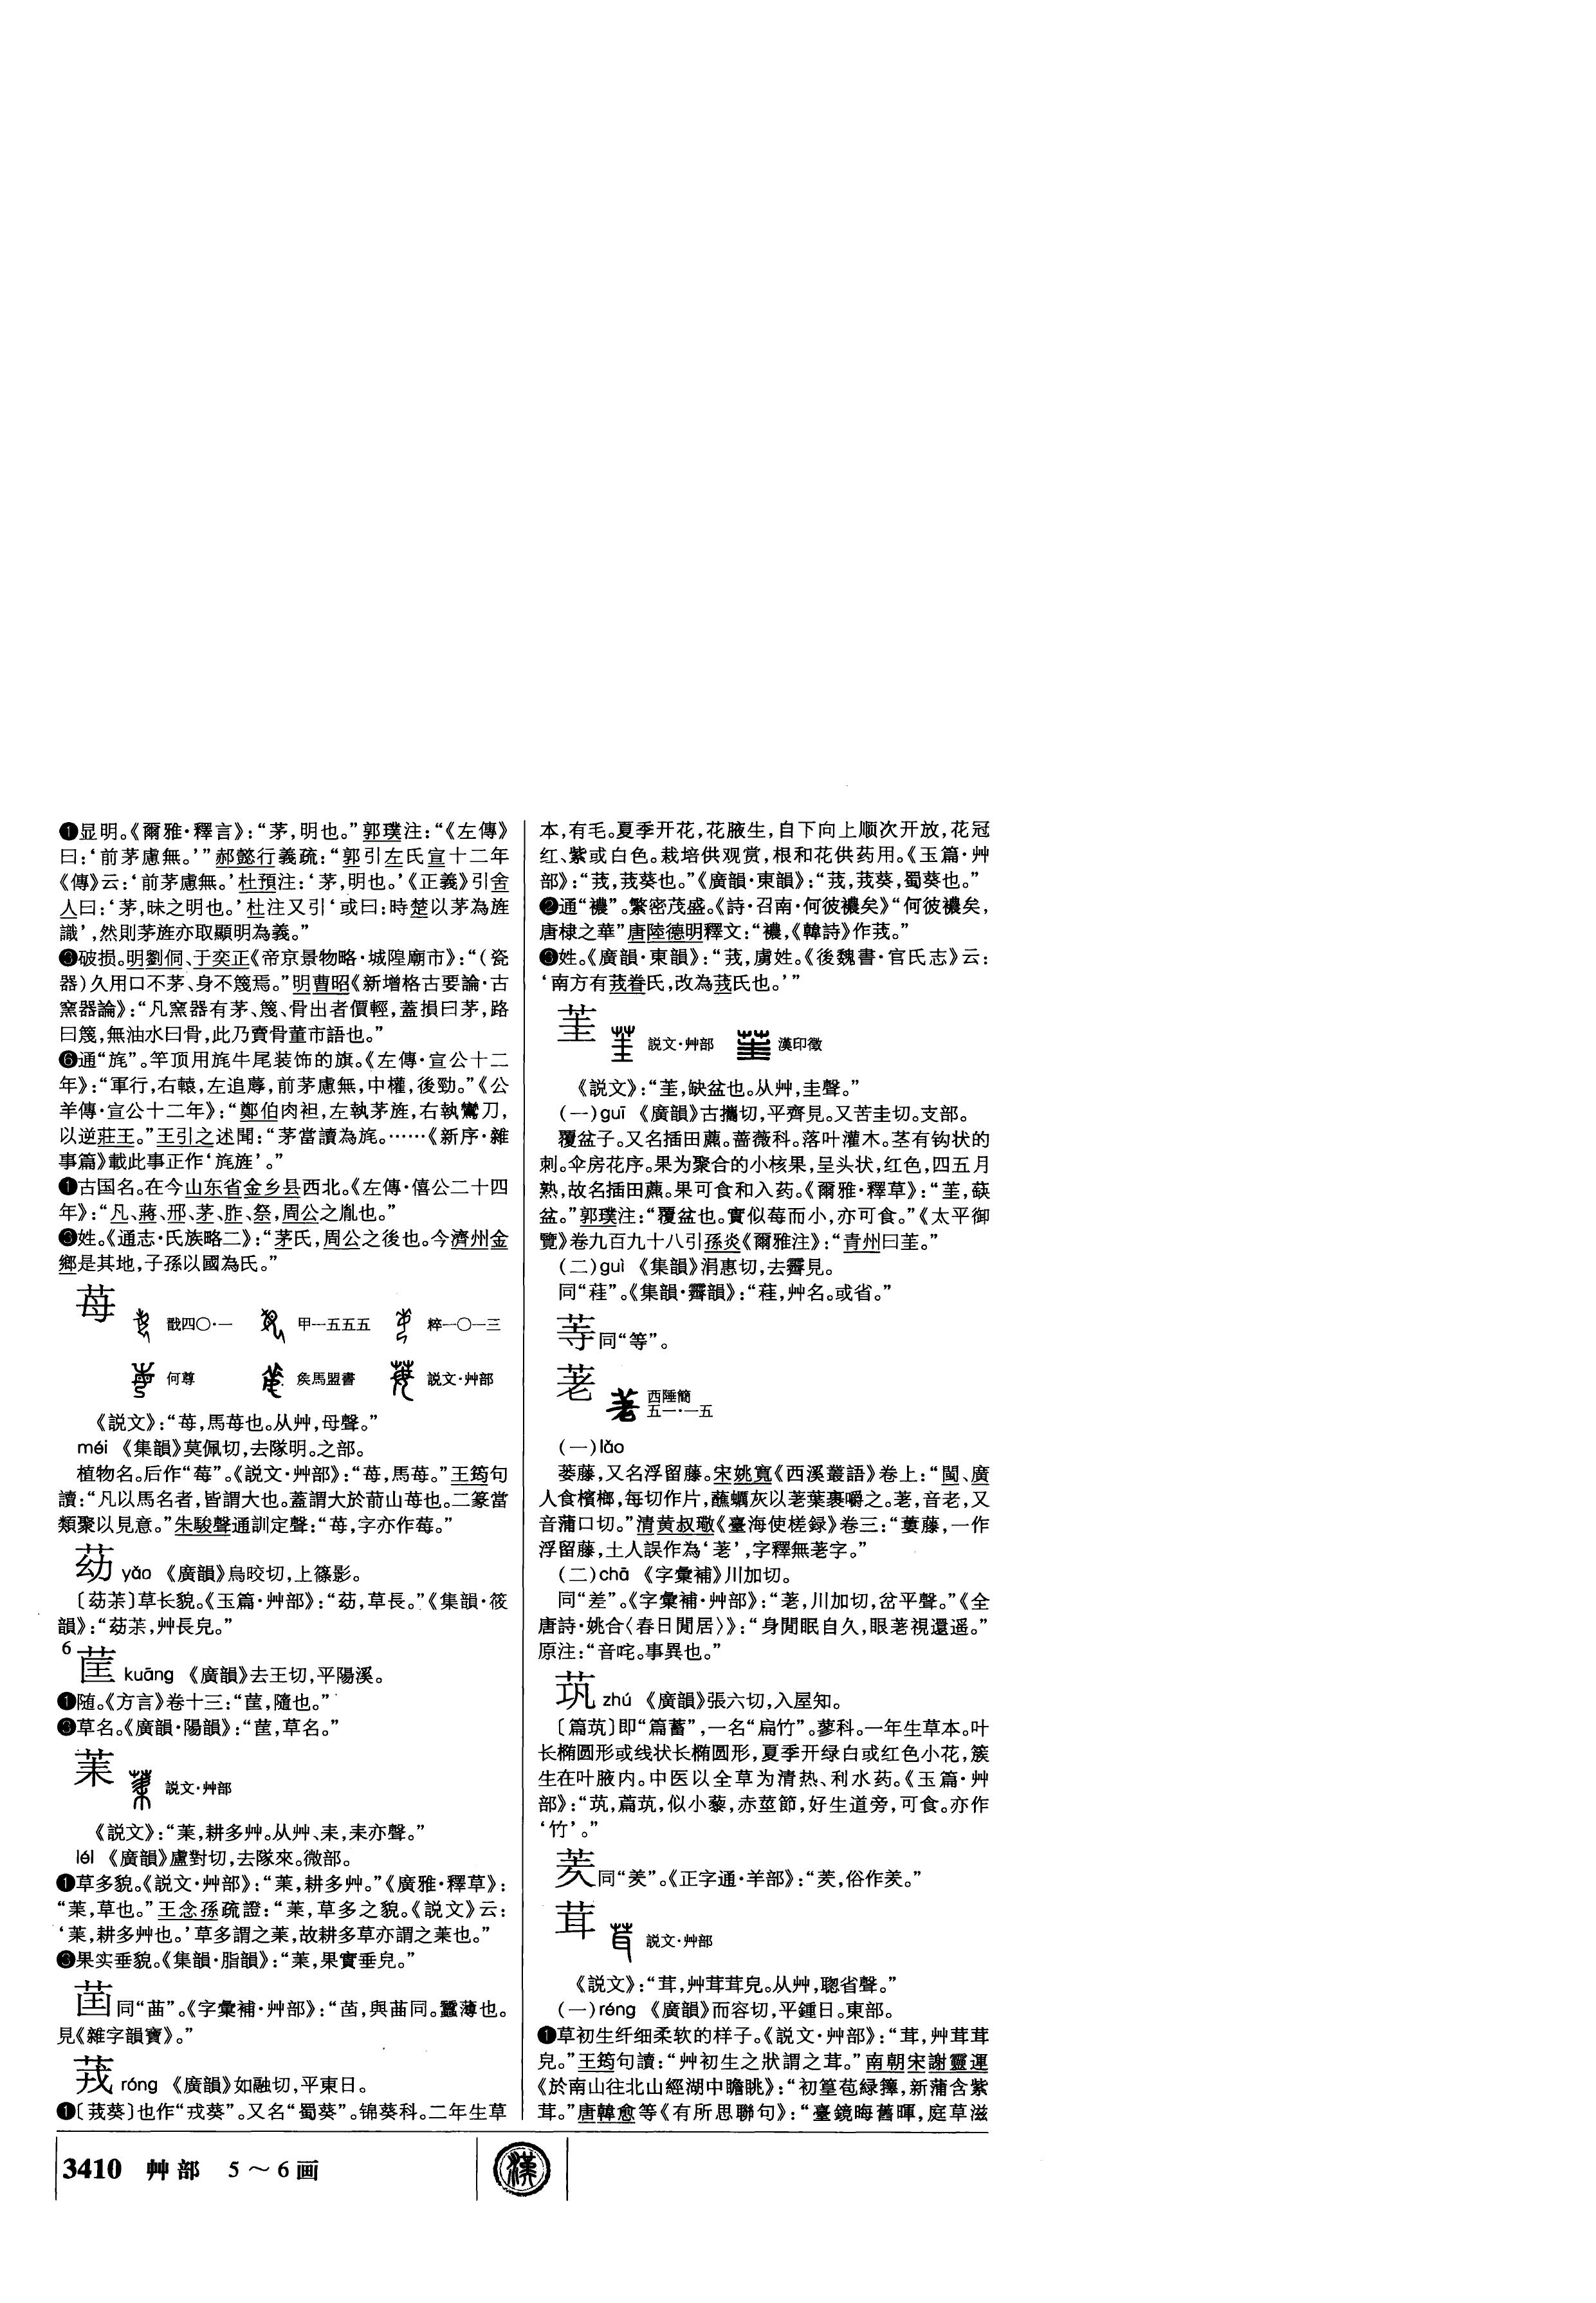 ❶显明。《爾雅·釋言》：“茅，明也。”郭璞注：“《左傳》
曰：‘前茅慮無。’”郝懿行義疏：“郭引左氏宣十二年
《傳》云：‘前茅慮無。’杜預注：‘茅，明也。’《正義》引舍
人曰：‘茅，昧之明也。’杜注又引‘或曰：時楚以茅為旌
識’，然則茅旌亦取顯明為義。”
❸破损。明劉侗、于奕正《帝京景物略·城隍廟市》：“（瓷
器）久用口不茅、身不篾焉。”明曹昭《新增格古要論·古
窯器論》：“凡窯器有茅、篾、骨出者價輕，蓋損曰茅，路
曰篾，無油水曰骨，此乃賣骨董市語也。”
❻通“旄”。竿顶用旄牛尾装饰的旗。《左傳·宣公十二
年》：“軍行，右轅，左追蓐，前茅慮無，中權，後勁。”《公
羊傳·宣公十二年》：“鄭伯肉袒，左執茅旌，右執鸞刀，
以逆莊王。”王引之述聞：“茅當讀為旄。……《新序·雜
事篇》載此事正作‘旄旌’。”
❶古国名。在今山东省金乡县西北。《左傳·僖公二十四
年》：“凡、蔣、邢、茅、胙、祭，周公之胤也。”
❸姓。《通志·氏族略二》：“茅氏，周公之後也。今濟州金
鄉是其地，子孫以國為氏。”
苺 戩四〇·一 甲一一五五五 粹一〇一三
何尊 矦馬盟書 説文·艸部
《説文》：“苺，馬苺也。从艸，母聲。”
méi 《集韻》莫佩切，去隊明。之部。
植物名。后作“莓”。《説文·艸部》：“苺，馬苺。”王筠句
讀：“凡以馬名者，皆謂大也。蓋謂大於葥山苺也。二篆當
類聚以見意。”朱駿聲通訓定聲：“苺，字亦作莓。”
苭 yǎo 《廣韻》烏晈切，上篠影。
〔苭茮〕草长貌。《玉篇·艸部》：“苭，草長。”《集韻·筱
韻》：“苭茮，艸長皃。”
6
茞 kuāng 《廣韻》去王切，平陽溪。
❶随。《方言》卷十三：“茞，隨也。”
❸草名。《廣韻·陽韻》：“茞，草名。”
茦 説文·艸部
《説文》：“茉，耕多艸。从艸、耒，耒亦聲。”
léi 《廣韻》盧對切，去隊來。微部。
❶草多貌。《説文·艸部》：“茉，耕多艸。”《廣雅·釋草》：
“茉，草也。”王念孫疏證：“茉，草多之貌。《説文》云：
‘茉，耕多艸也。’草多謂之茉，故耕多草亦謂之茉也。”
❸果实垂貌。《集韻·脂韻》：“茉，果實垂皃。”
𦭎同“䒼”。《字彙補·艸部》：“𦭎，與䒼同。蠶薄也。
見《雜字韻寶》。”
茙 róng 《廣韻》如融切，平東日。
❶〔茙葵〕也作“戎葵”。又名“蜀葵”。锦葵科。二年生草
本，有毛。夏季开花，花腋生，自下向上顺次开放，花冠
红、紫或白色。栽培供观赏，根和花供药用。《玉篇·艸
部》：“茙，茙葵也。”《廣韻·東韻》：“茙，茙葵，蜀葵也。”
❷通“襛”。繁密茂盛。《詩·召南·何彼襛矣》“何彼襛矣，
唐棣之華”唐陸德明釋文：“襛，《韓詩》作茙。”
❸姓。《廣韻·東韻》：“茙，虜姓。《後魏書·官氏志》云：
‘南方有茙眷氏，改為茙氏也。’”
茥 説文·艸部 漢印徵
《説文》：“茥，缺盆也。从艸，圭聲。”
（一）guī 《廣韻》古攜切，平齊見。又苦圭切。支部。
覆盆子。又名插田藨。蔷薇科。落叶灌木。茎有钩状的
刺。伞房花序。果为聚合的小核果，呈头状，红色，四五月
熟，故名插田藨。果可食和入药。《爾雅·釋草》：“茥，蒛
盆。”郭璞注：“覆盆也。實似莓而小，亦可食。”《太平御
覽》卷九百九十八引孫炎《爾雅注》：“青州曰茥。”
（二）guì 《集韻》涓惠切，去霽見。
同“蓕”。《集韻·霽韻》：“蓕，艸名。或省。”
䓁同“等”。
荖 西陲簡 五一·一五
（一）lǎo
蒌藤，又名浮留藤。宋姚寬《西溪叢語》卷上：“閩、廣
人食檳榔，每切作片，蘸蠣灰以荖葉裹嚼之。荖，音老，又
音蒲口切。”清黄叔璥《臺海使槎録》卷三：“蔞藤，一作
浮留藤，土人誤作為‘荖’，字釋無荖字。”
（二）chā 《字彙補》川加切。
同“差”。《字彙補·艸部》：“荖，川加切，岔平聲。”《全
唐詩·姚合〈春日閒居〉》：“身閒眠自久，眼荖視還遥。”
原注：“音咤。事異也。”
茿 zhú 《廣韻》張六切，入屋知。
〔萹茿〕即“萹蓄”，一名“扁竹”。蓼科。一年生草本。叶
长椭圆形或线状长椭圆形，夏季开绿白或红色小花，簇
生在叶腋内。中医以全草为清热、利水药。《玉篇·艸
部》：“茿，萹茿，似小藜，赤莖節，好生道旁，可食。亦作
‘竹’。”
羐同“羑”。《正字通·羊部》：“羑，俗作羐。”
茸 説文·艸部
《説文》：“茸，艸茸茸皃。从艸，聦省聲。”
（一）réng 《廣韻》而容切，平鍾日。東部。
❶草初生纤细柔软的样子。《説文·艸部》：“茸，艸茸茸
皃。”王筠句讀：“艸初生之狀謂之茸。”南朝宋謝靈運
《於南山往北山經湖中瞻眺》：“初篁苞緑籜，新蒲含紫
茸。”唐韓愈等《有所思聯句》：“臺鏡晦舊暉，庭草滋
3410 艸部 5～6画
漢